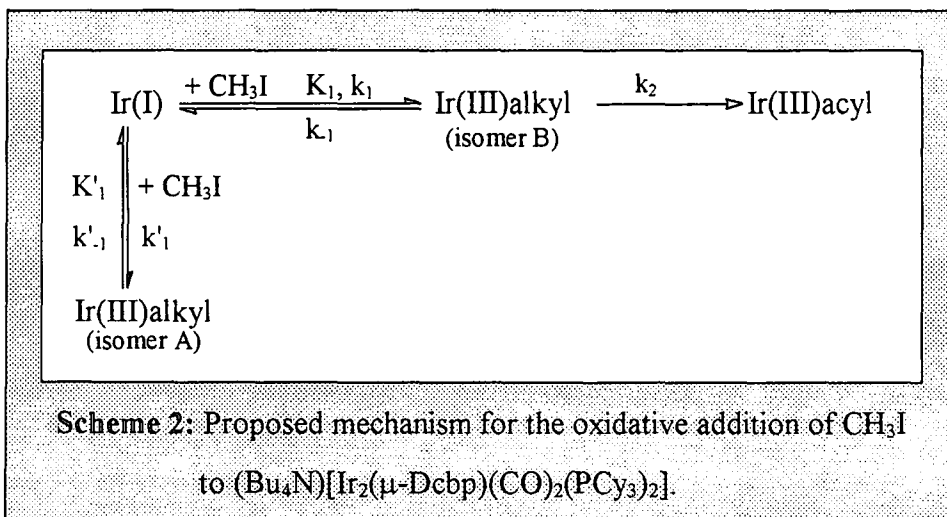 + CH₃I K₁, k₁ k₂
Ir(I) Ir(III)alkyl Ir(III)acyl
k₋₁ (isomer B)
K'₁ + CH₃I
k'₋₁ k'₁
Ir(III)alkyl
(isomer A)
Scheme 2: Proposed mechanism for the oxidative addition of CH₃I
to (Bu₄N)[Ir₂(μ-Dcbp)(CO)₂(PCy₃)₂].